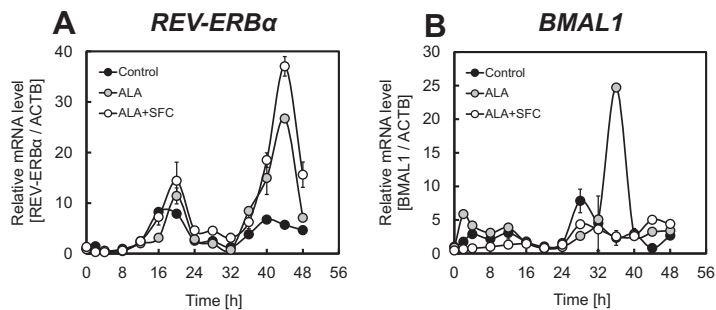 A
REV-ERBα
Relative mRNA level
[REV-ERBα / ACTB]
40
30
20
10
0
Control
ALA
ALA+SFC
0 8 16 24 32 40 48 56
Time [h]
B
BMAL1
Relative mRNA level
[BMAL1 / ACTB]
30
25
20
15
10
5
0
Control
ALA
ALA+SFC
0 8 16 24 32 40 48 56
Time [h]